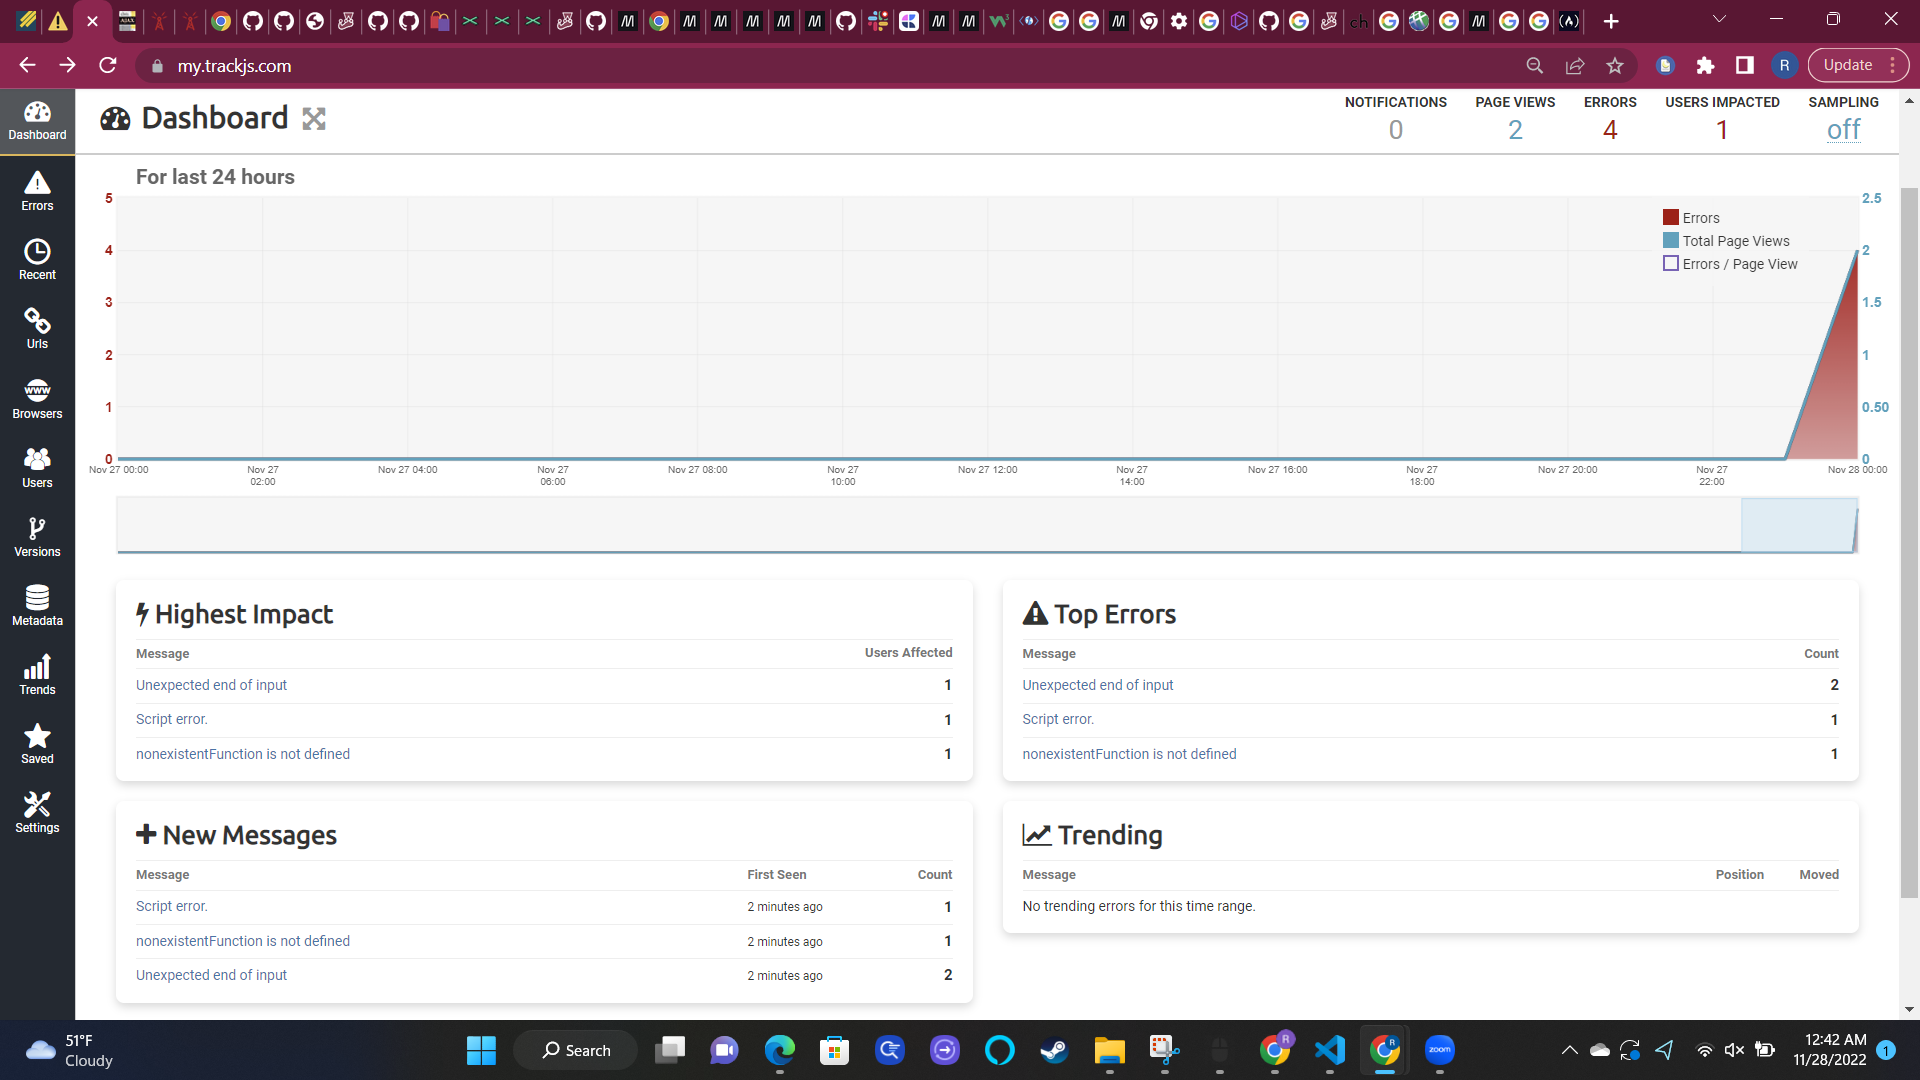 my.trackjs.com
R
Update
Dashboard
Dashboard
NOTIFICATIONS
0
PAGE VIEWS
2
ERRORS
4
USERS IMPACTED
1
SAMPLING
off
Errors
Recent
Urls
Browsers
Users
Versions
Metadata
Trends
Saved
Settings
For last 24 hours
5
4
3
2
1
0
2.5
2
1.5
1
0.50
0
Errors
Total Page Views
Errors / Page View
Nov 27 00:00
Nov 27
02:00
Nov 27 04:00
Nov 27
06:00
Nov 27 08:00
Nov 27
10:00
Nov 27 12:00
Nov 27
14:00
Nov 27 16:00
Nov 27
18:00
Nov 27 20:00
Nov 27
22:00
Nov 28 00:00
Highest Impact
Message Users Affected
Unexpected end of input 1
Script error. 1
nonexistentFunction is not defined 1
Top Errors
Message Count
Unexpected end of input 2
Script error. 1
nonexistentFunction is not defined 1
New Messages
Message First Seen Count
Script error. 2 minutes ago 1
nonexistentFunction is not defined 2 minutes ago 1
Unexpected end of input 2 minutes ago 2
Trending
Message Position Moved
No trending errors for this time range.
51°F
Cloudy
Search
zoom
12:42 AM
11/28/2022
1